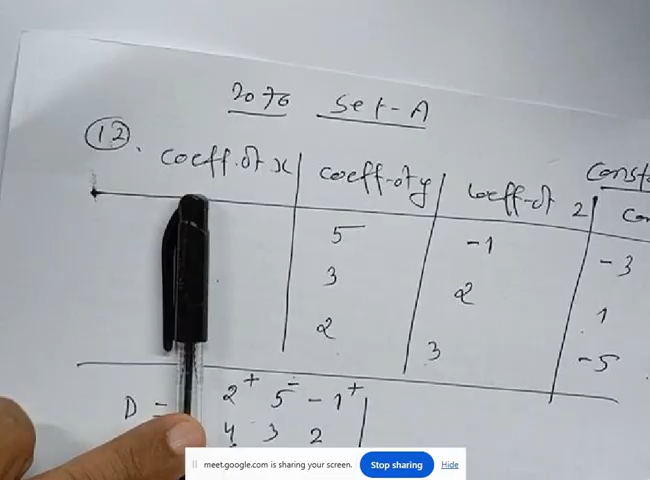 2076 Set-A
(12). Coeff. of x | Coeff. of y | Coeff. of z | Const
5 -1 -3
3 2 1
2 3 -5
D = 2+ 5- -1+
4 3 2
meet.google.com is sharing your screen. Stop sharing Hide